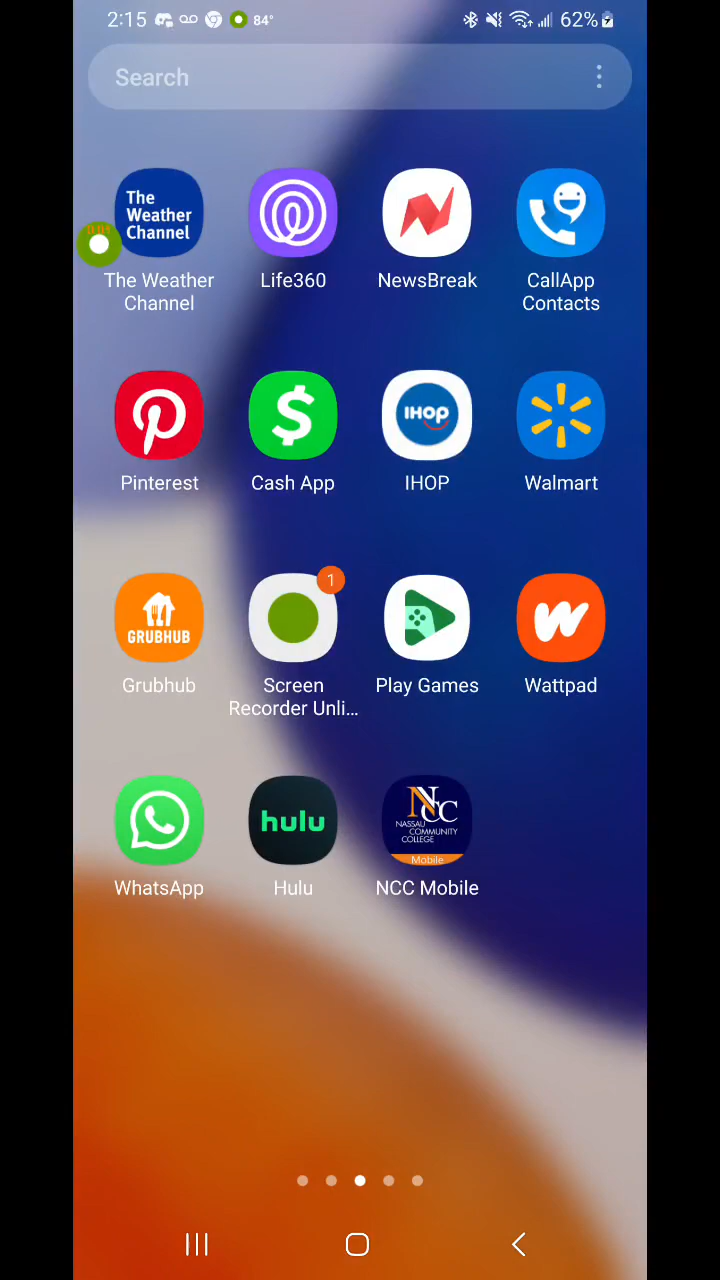 2:15 84° 62%
Search
The
Weather
Channel
The Weather
Channel
Life360
NewsBreak
CallApp
Contacts
IHOP
Pinterest
Cash App
IHOP
Walmart
GRUBHUB
1
Grubhub
Screen
Recorder Unli...
Play Games
Wattpad
hulu
NCC
NASSAU
COMMUNITY
COLLEGE
Mobile
WhatsApp
Hulu
NCC Mobile